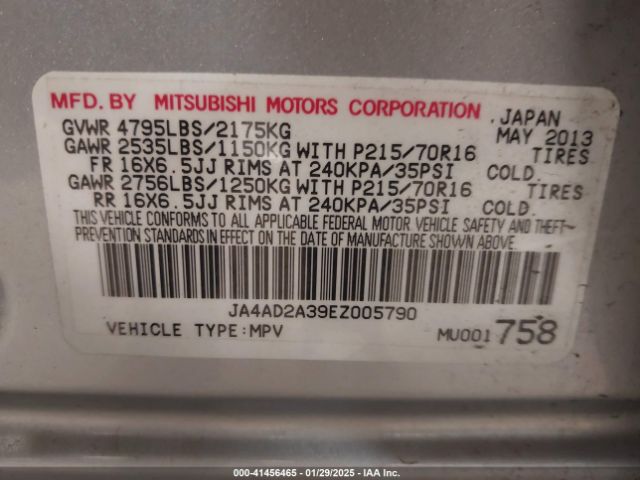 MFD. BY MITSUBISHI MOTORS CORPORATION JAPAN
GVWR 4795LBS/2175KG MAY 2013
GAWR 2535LBS/1150KG WITH P215/70R16 TIRES
FR 16X6.5JJ RIMS AT 240KPA/35PSI COLD.
GAWR 2756LBS/1250KG WITH P215/70R16 TIRES
RR 16X6.5JJ RIMS AT 240KPA/35PSI COLD.
THIS VEHICLE CONFORMS TO ALL APPLICABLE FEDERAL MOTOR VEHICLE SAFETY AND THEFT-
PREVENTION STANDARDS IN EFFECT ON THE DATE OF MANUFACTURE SHOWN ABOVE.
JA4AD2A39EZ005790
VEHICLE TYPE:MPV MU001758
000-41456465 - 01/29/2025 - IAA Inc.